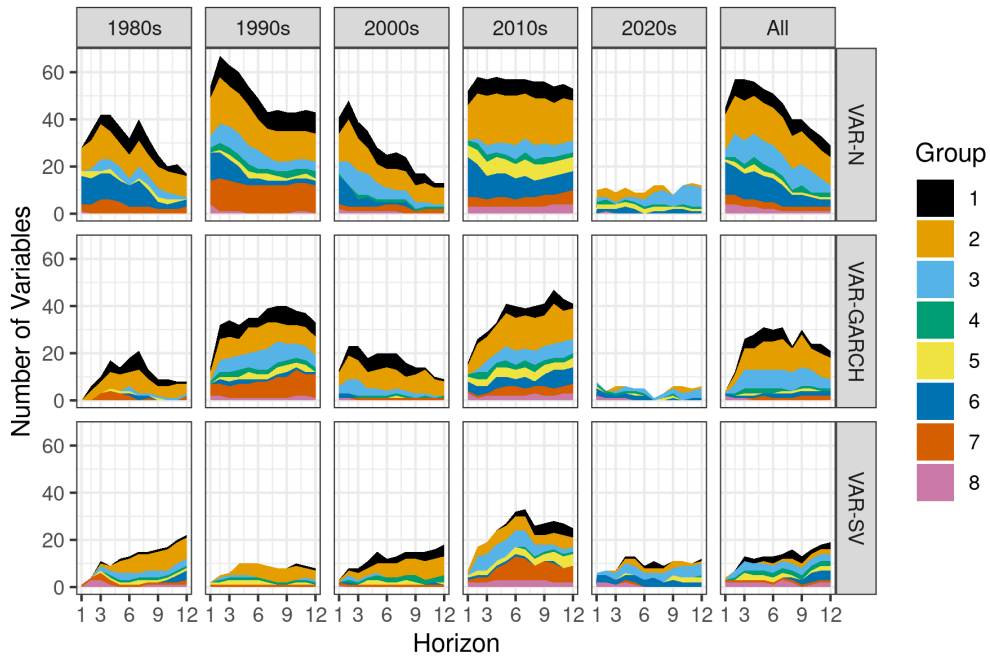 1980s 1990s 2000s 2010s 2020s All
Number of Variables
60
40
20
0
VAR-N
60
40
20
0
VAR-GARCH
60
40
20
0
VAR-SV
1 3 6 9 12 1 3 6 9 12 1 3 6 9 12 1 3 6 9 12 1 3 6 9 12 1 3 6 9 12
Horizon
Group
1
2
3
4
5
6
7
8